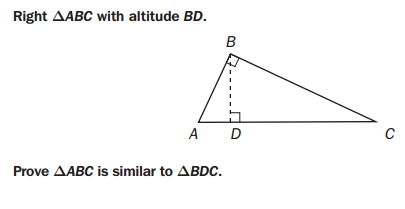 Right △ABC with altitude BD.
B
A D C
Prove △ABC is similar to △BDC.